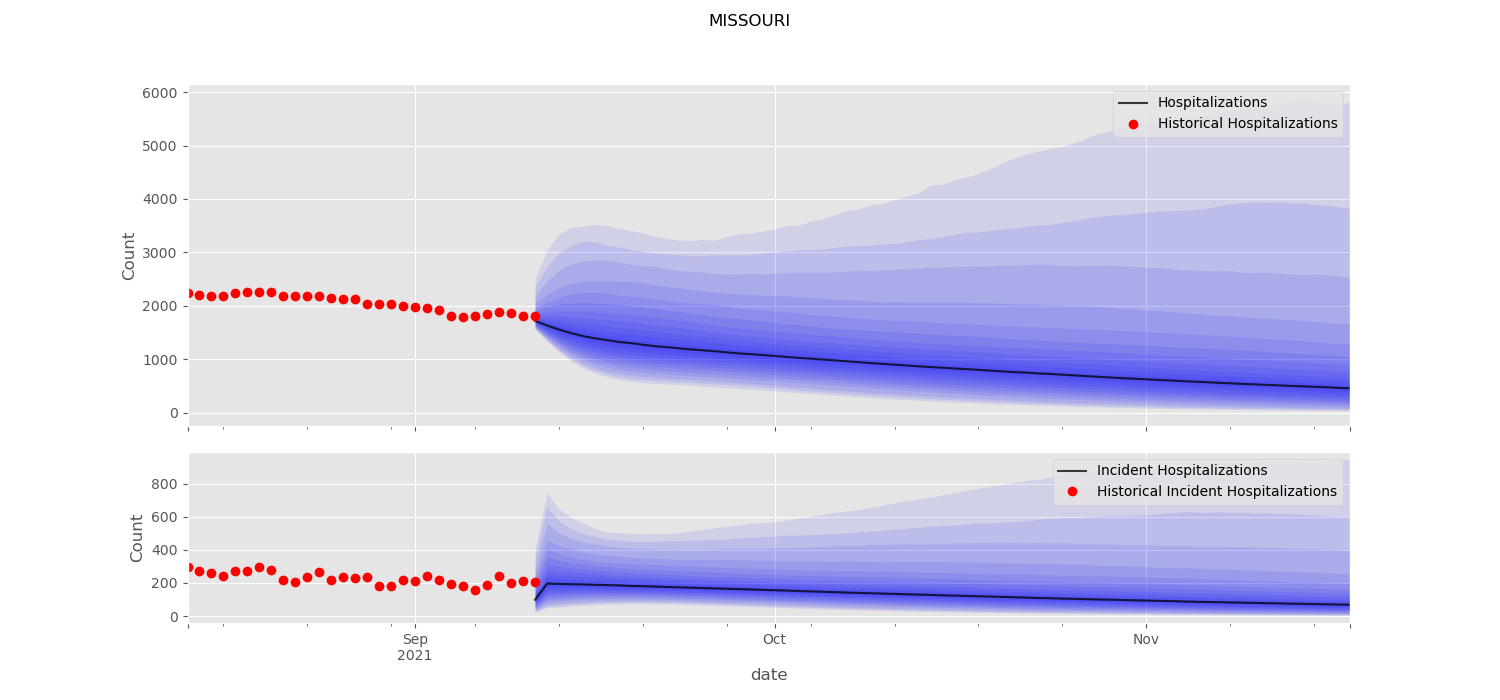 MISSOURI
6000
5000
4000
3000
2000
1000
0
Count
Hospitalizations
Historical Hospitalizations
800
600
400
200
0
Count
Incident Hospitalizations
Historical Incident Hospitalizations
Sep
2021
Oct
Nov
date